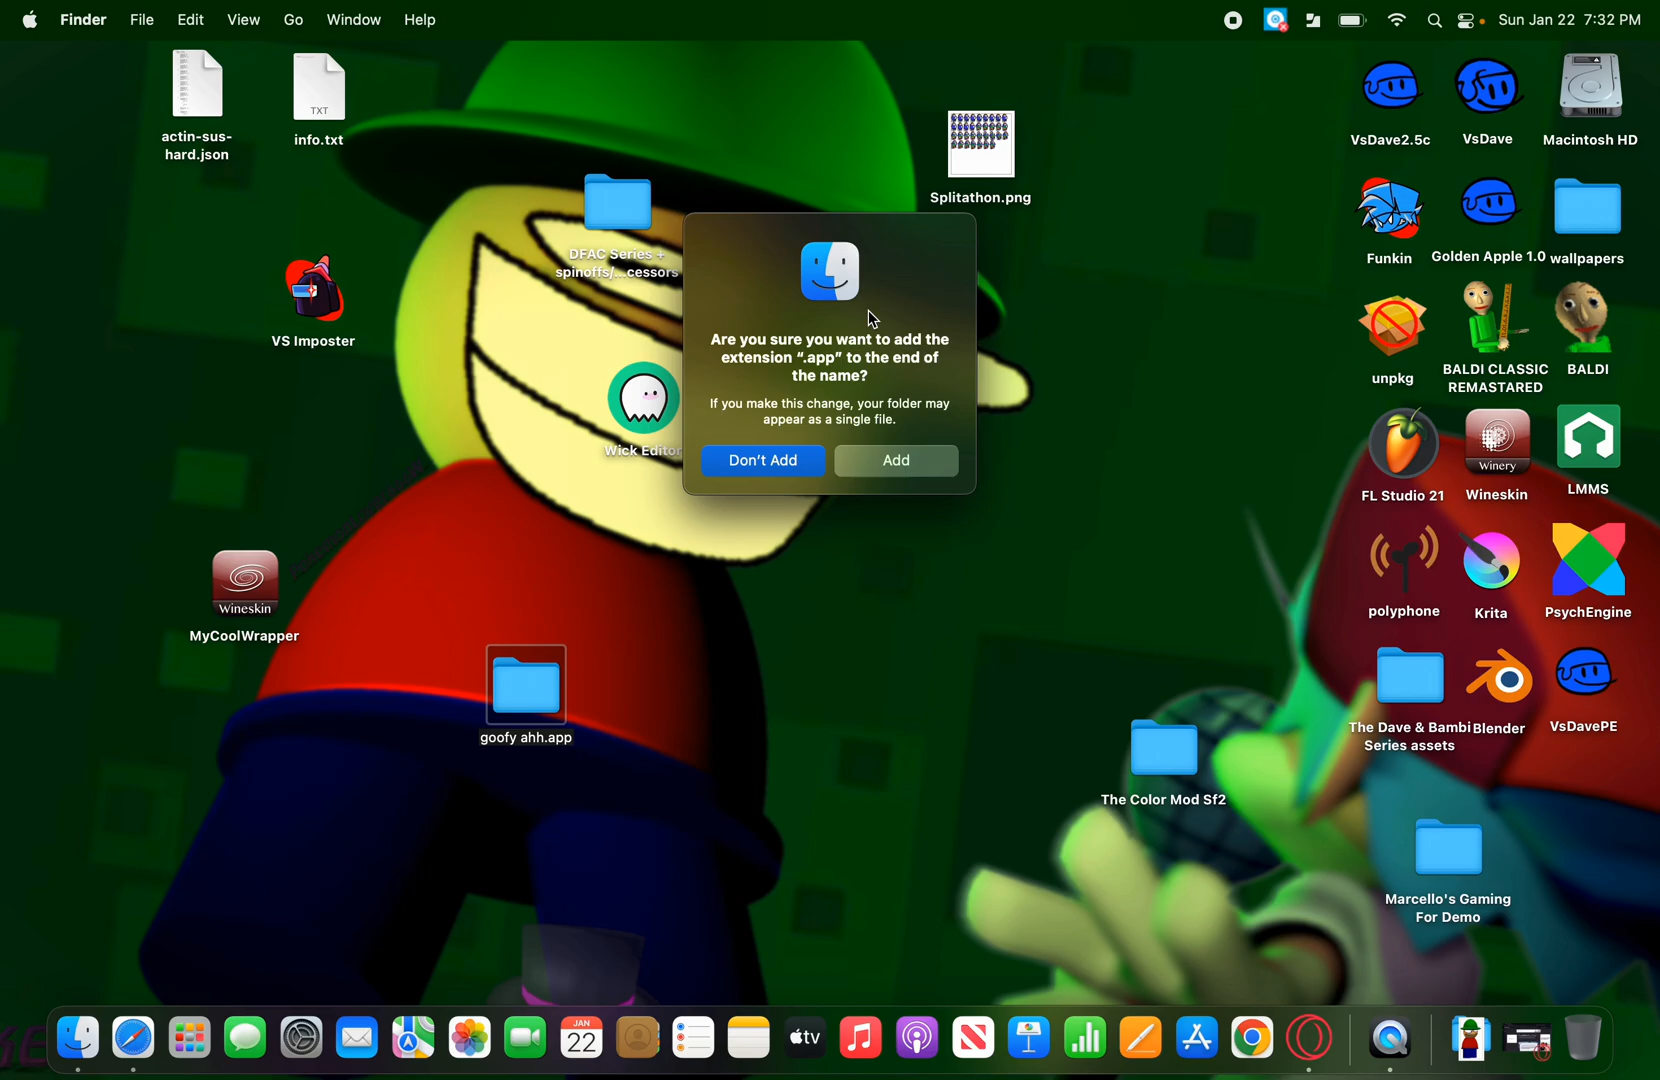 Finder File Edit View Go Window Help
Sun Jan 22 7:32 PM
actin-sus-
hard.json
TXT
info.txt
Splitathon.png
VsDave2.5c
VsDave
Macintosh HD
DFAC Series +
spinoffs/...cessors
Funkin
Golden Apple 1.0
wallpapers
VS Imposter
Are you sure you want to add the
extension “.app” to the end of
the name?
If you make this change, your folder may
appear as a single file.
Don’t Add
Add
Wick Editor
unpkg
BALDI CLASSIC
REMASTARED
BALDI
Winery
FL Studio 21
Wineskin
LMMS
Wineskin
MyCoolWrapper
polyphone
Krita
PsychEngine
goofy ahh.app
The Dave & Bambi
Series assets
Blender
VsDavePE
The Color Mod Sf2
Marcello's Gaming
For Demo
JAN
22
tv